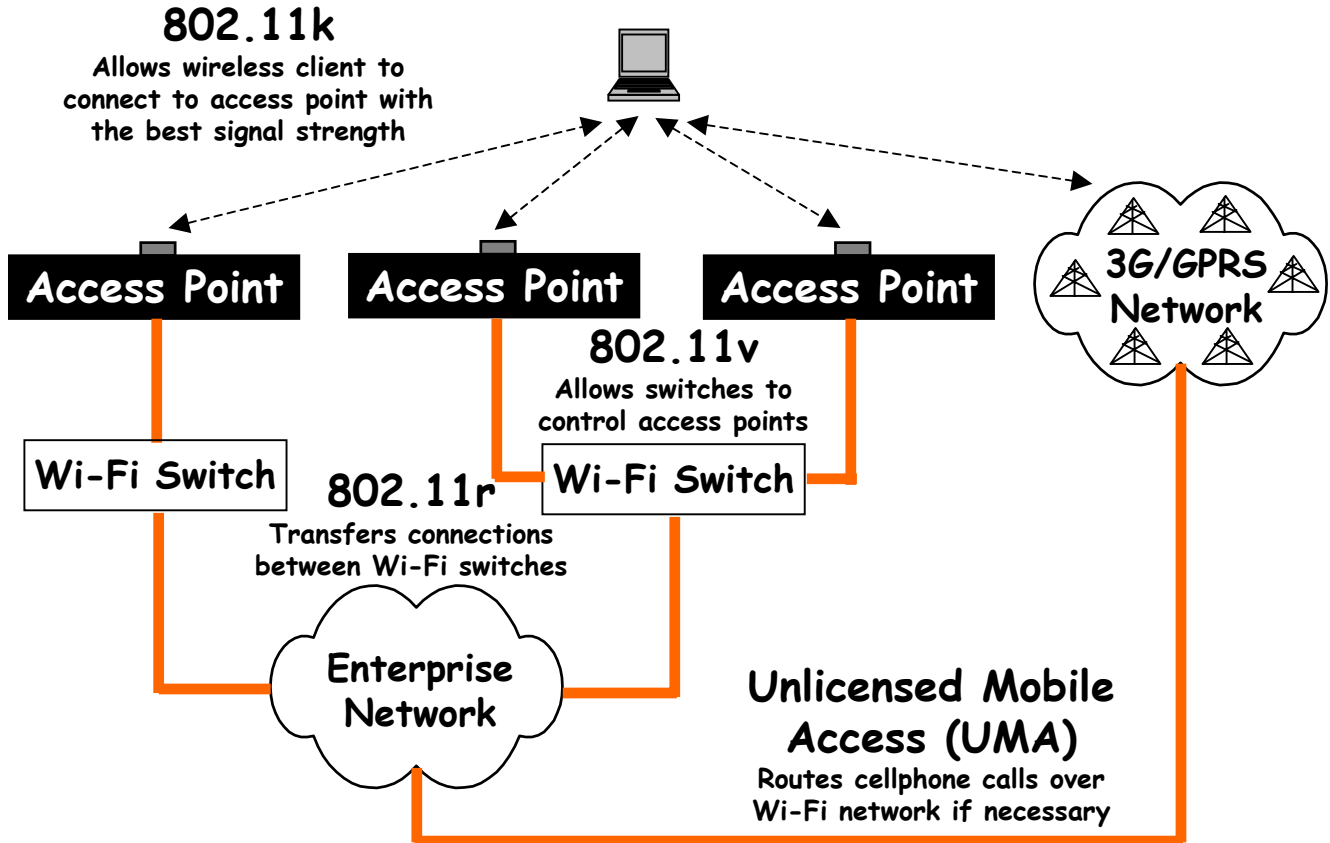 802.11k
Allows wireless client to
connect to access point with
the best signal strength
Access Point
Access Point
Access Point
3G/GPRS
Network
802.11v
Allows switches to
control access points
Wi-Fi Switch
Wi-Fi Switch
802.11r
Transfers connections
between Wi-Fi switches
Enterprise
Network
Unlicensed Mobile
Access (UMA)
Routes cellphone calls over
Wi-Fi network if necessary